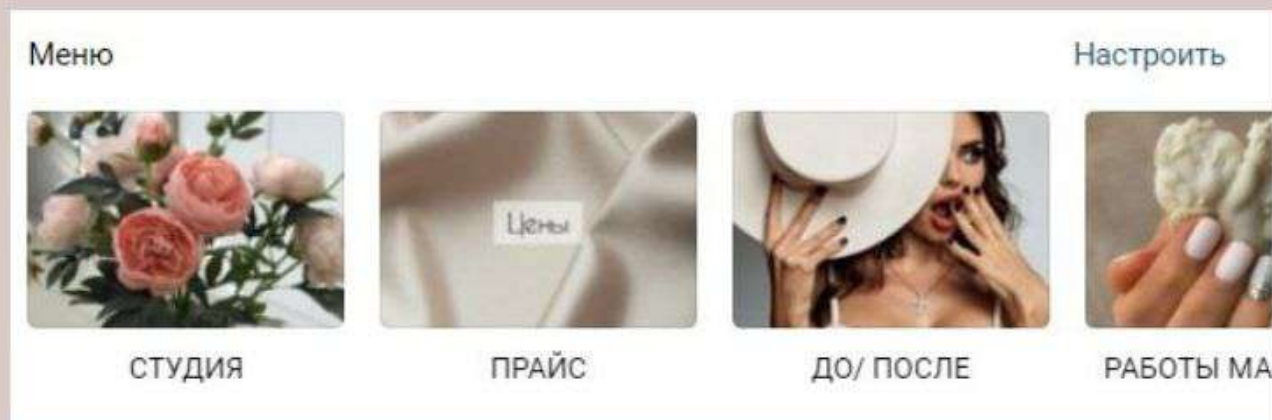 Меню
Настроить
Цены
СТУДИЯ
ПРАЙС
ДО/ ПОСЛЕ
РАБОТЫ МА